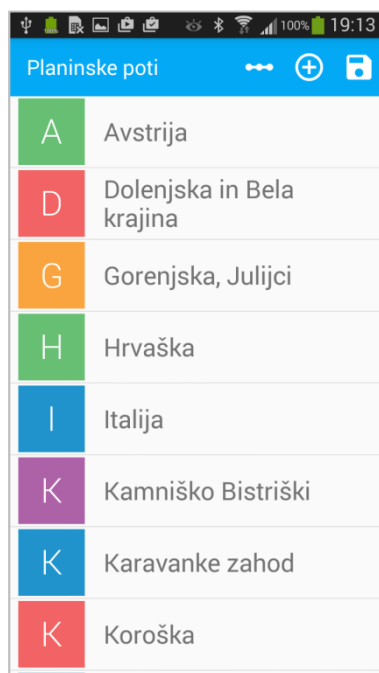 100% 19:13
Planinske poti
A Avstrija
D Dolenjska in Bela
krajina
G Gorenjska, Julijci
H Hrvaška
I Italija
K Kamniško Bistriški
K Karavanke zahod
K Koroška